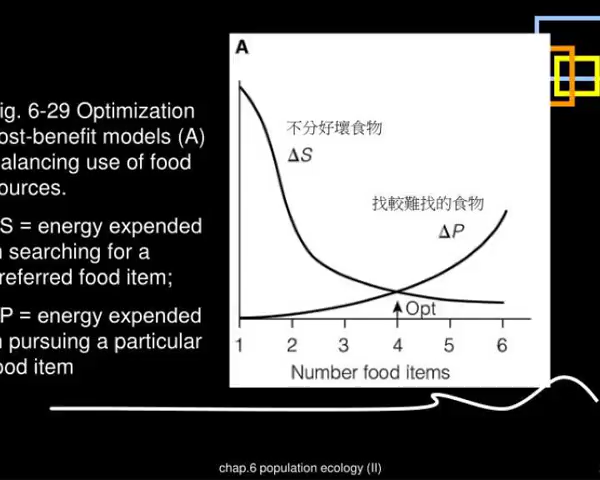 ig. 6-29 Optimization
ost-benefit models (A)
alancing use of food
ources.
S = energy expended
n searching for a
referred food item;
P = energy expended
n pursuing a particular
ood item
A
不分好壞食物
ΔS
找較難找的食物
ΔP
Opt
1 2 3 4 5 6
Number food items
chap.6 population ecology (II)